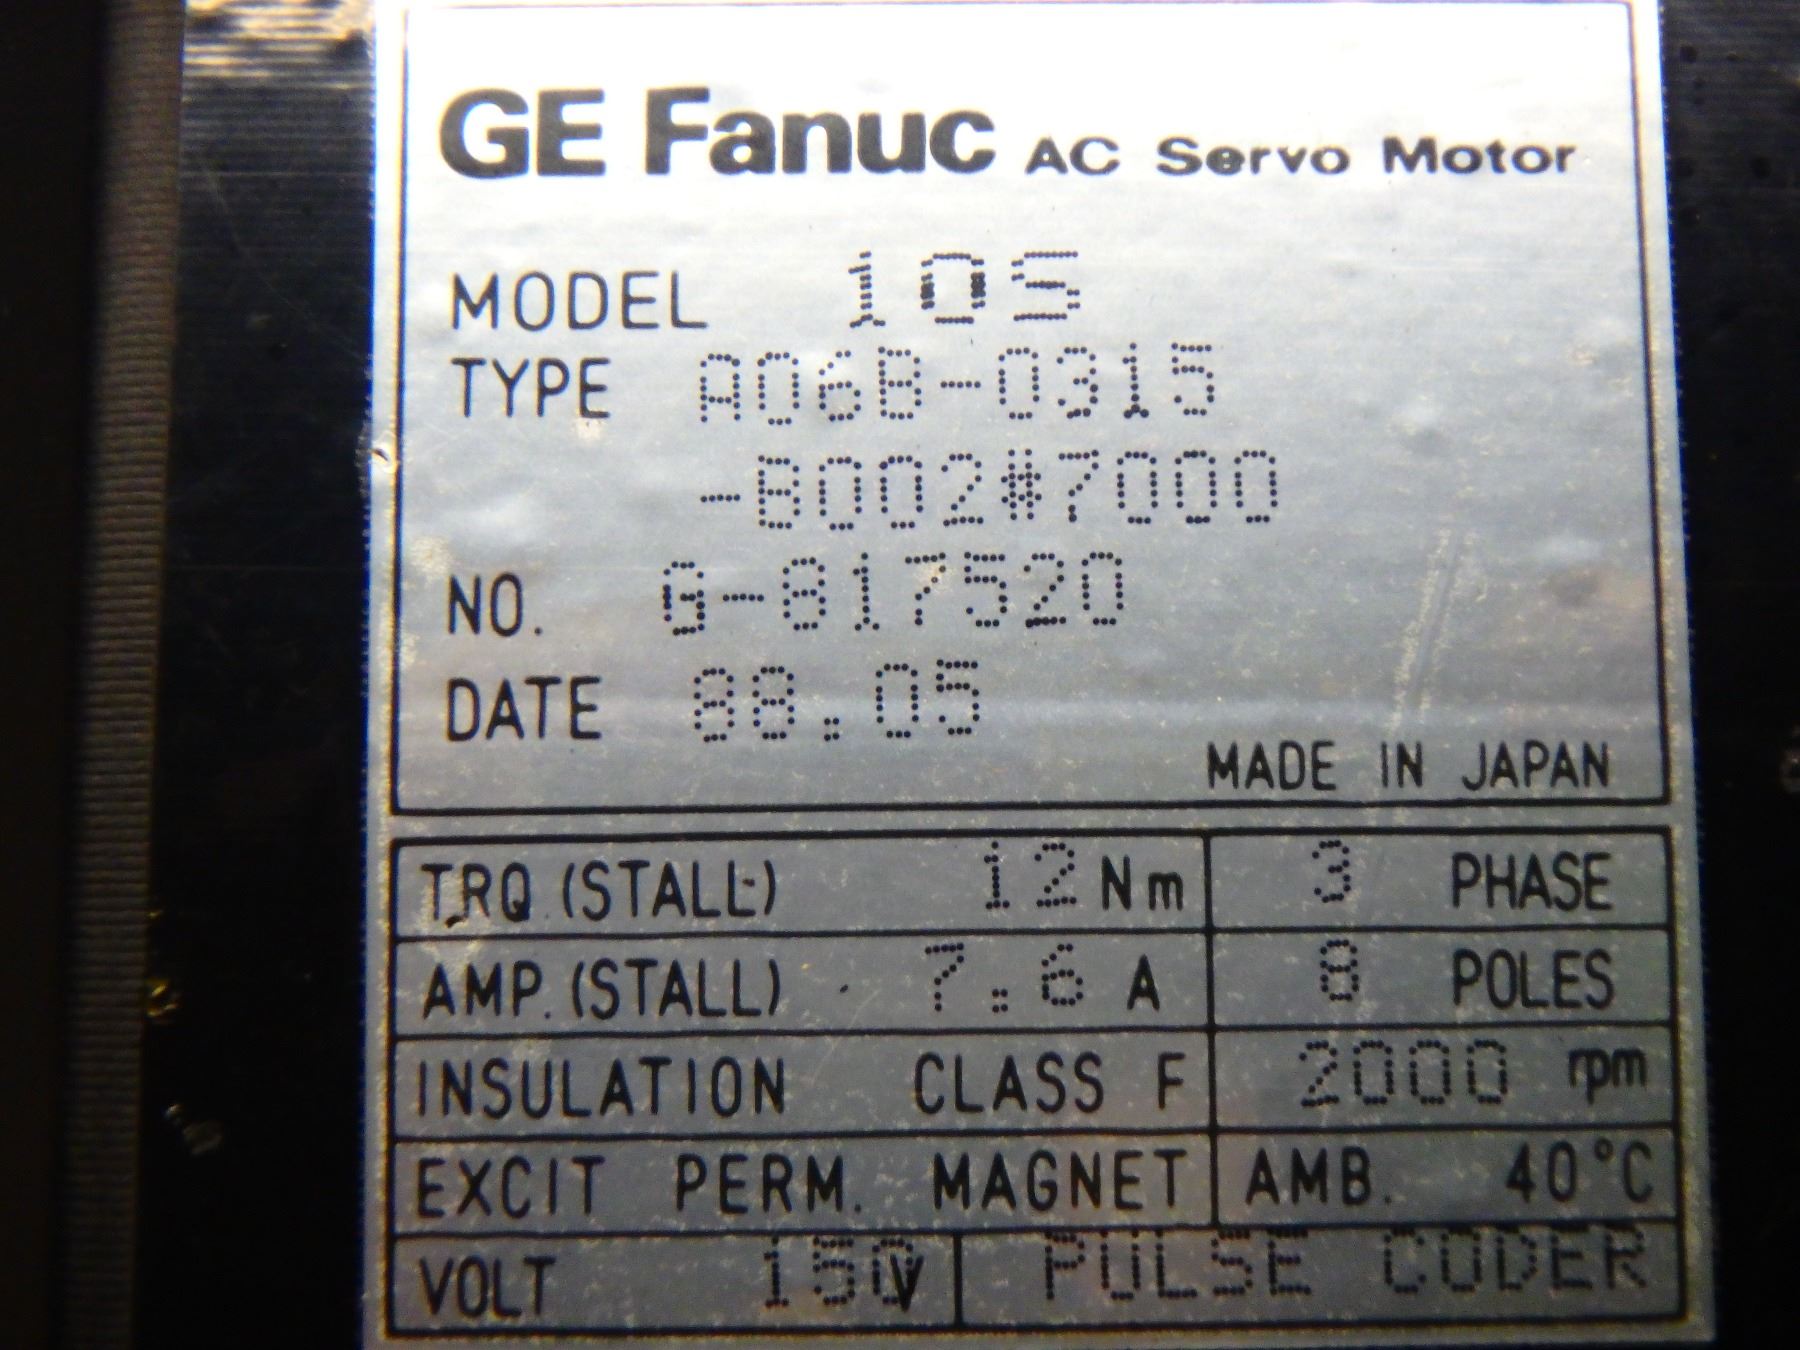 GE Fanuc AC Servo Motor
MODEL 10S
TYPE A06B-0315
-B002#7000
NO. G-817520
DATE 88.05
MADE IN JAPAN
TRQ (STALL) 12 Nm 3 PHASE
AMP. (STALL) 7.6 A 8 POLES
INSULATION CLASS F 2000 rpm
EXCIT PERM. MAGNET AMB. 40°C
VOLT 150V PULSE CODER